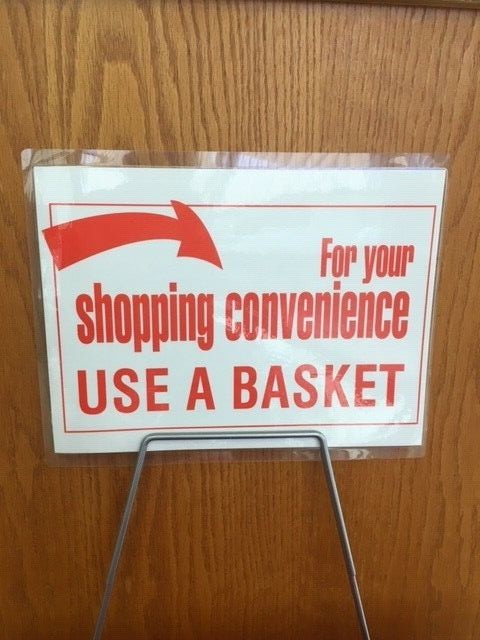 For your
shopping convenience
USE A BASKET